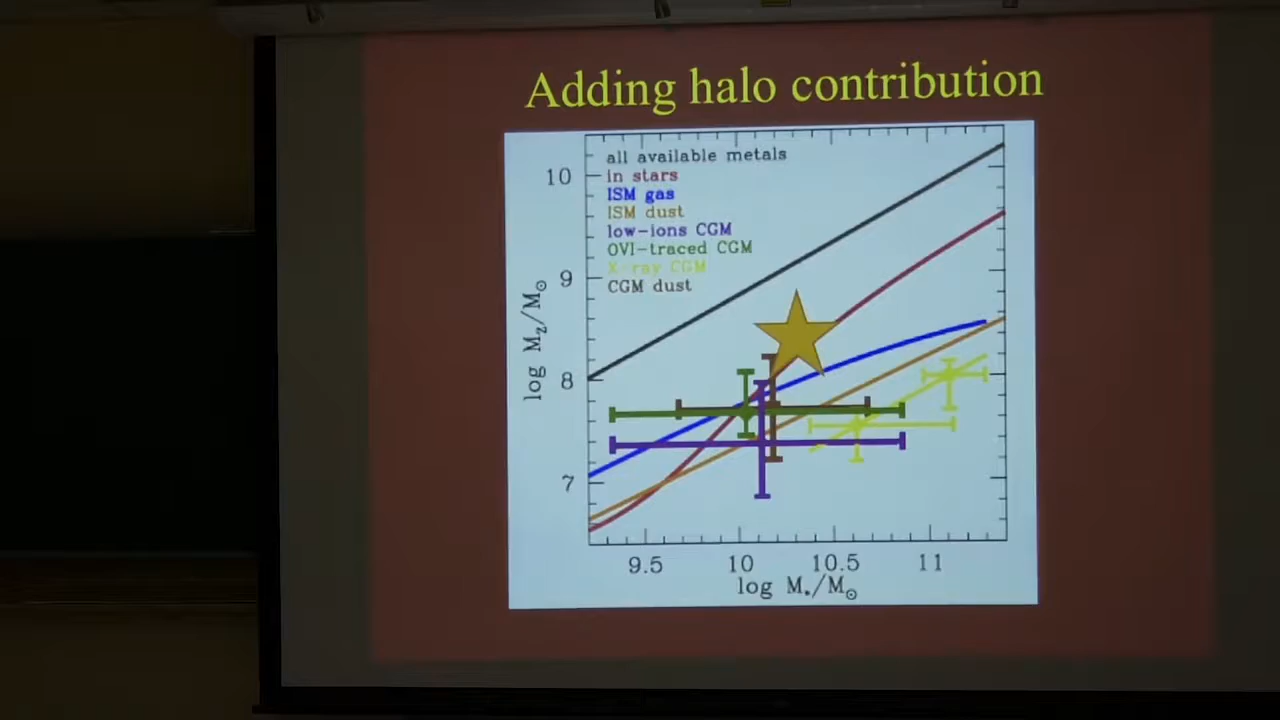 Adding halo contribution
all available metals
in stars
ISM gas
ISM dust
low-ions CGM
OVI-traced CGM
X-ray CGM
CGM dust
10
9
8
7
log M_Z/M_⊙
9.5 10 10.5 11
log M_*/M_⊙